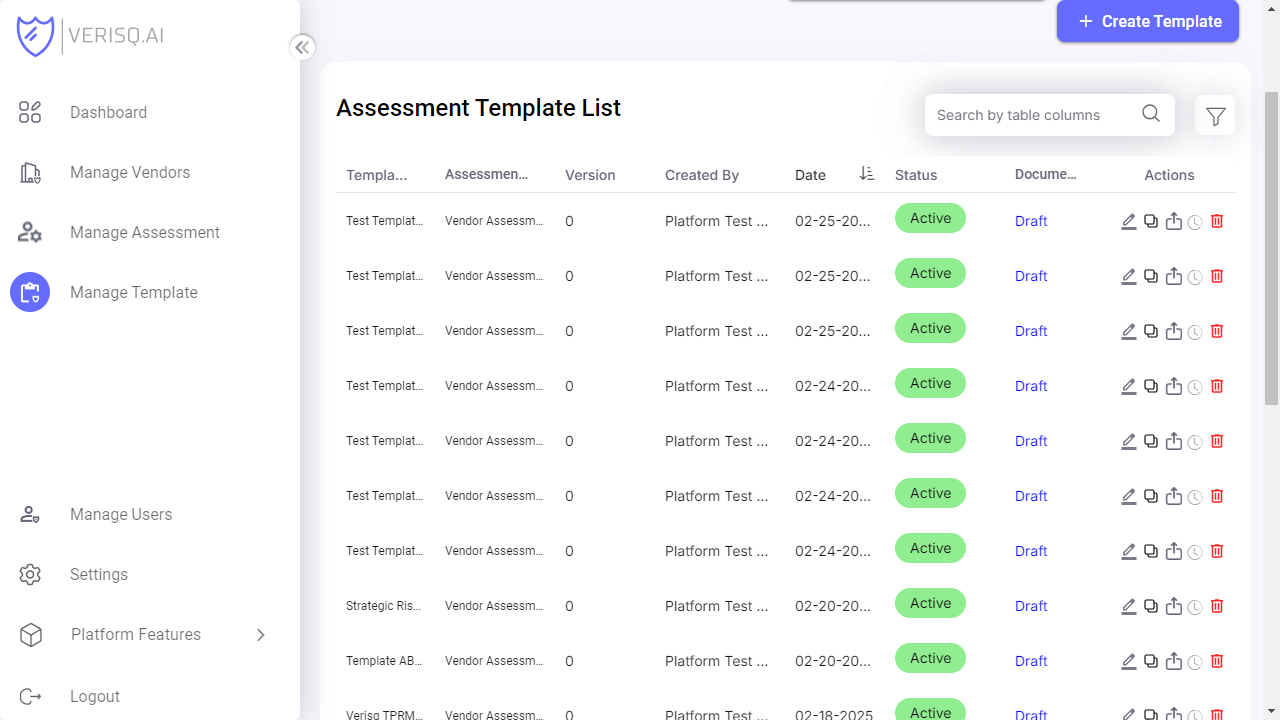 VERISQ.AI
Dashboard
Manage Vendors
Manage Assessment
Manage Template
Manage Users
Settings
Platform Features
Logout
+ Create Template
Assessment Template List
Search by table columns
Templa... Assessmen... Version Created By Date Status Docume... Actions
Test Templat... Vendor Assessm... 0 Platform Test ... 02-25-20... Active Draft
Test Templat... Vendor Assessm... 0 Platform Test ... 02-25-20... Active Draft
Test Templat... Vendor Assessm... 0 Platform Test ... 02-25-20... Active Draft
Test Templat... Vendor Assessm... 0 Platform Test ... 02-24-20... Active Draft
Test Templat... Vendor Assessm... 0 Platform Test ... 02-24-20... Active Draft
Test Templat... Vendor Assessm... 0 Platform Test ... 02-24-20... Active Draft
Test Templat... Vendor Assessm... 0 Platform Test ... 02-24-20... Active Draft
Strategic Ris... Vendor Assessm... 0 Platform Test ... 02-20-20... Active Draft
Template AB... Vendor Assessm... 0 Platform Test ... 02-20-20... Active Draft
Verisq TPRM... Vendor Assessm... 0 Platform Test ... 02-18-2025 Active Draft